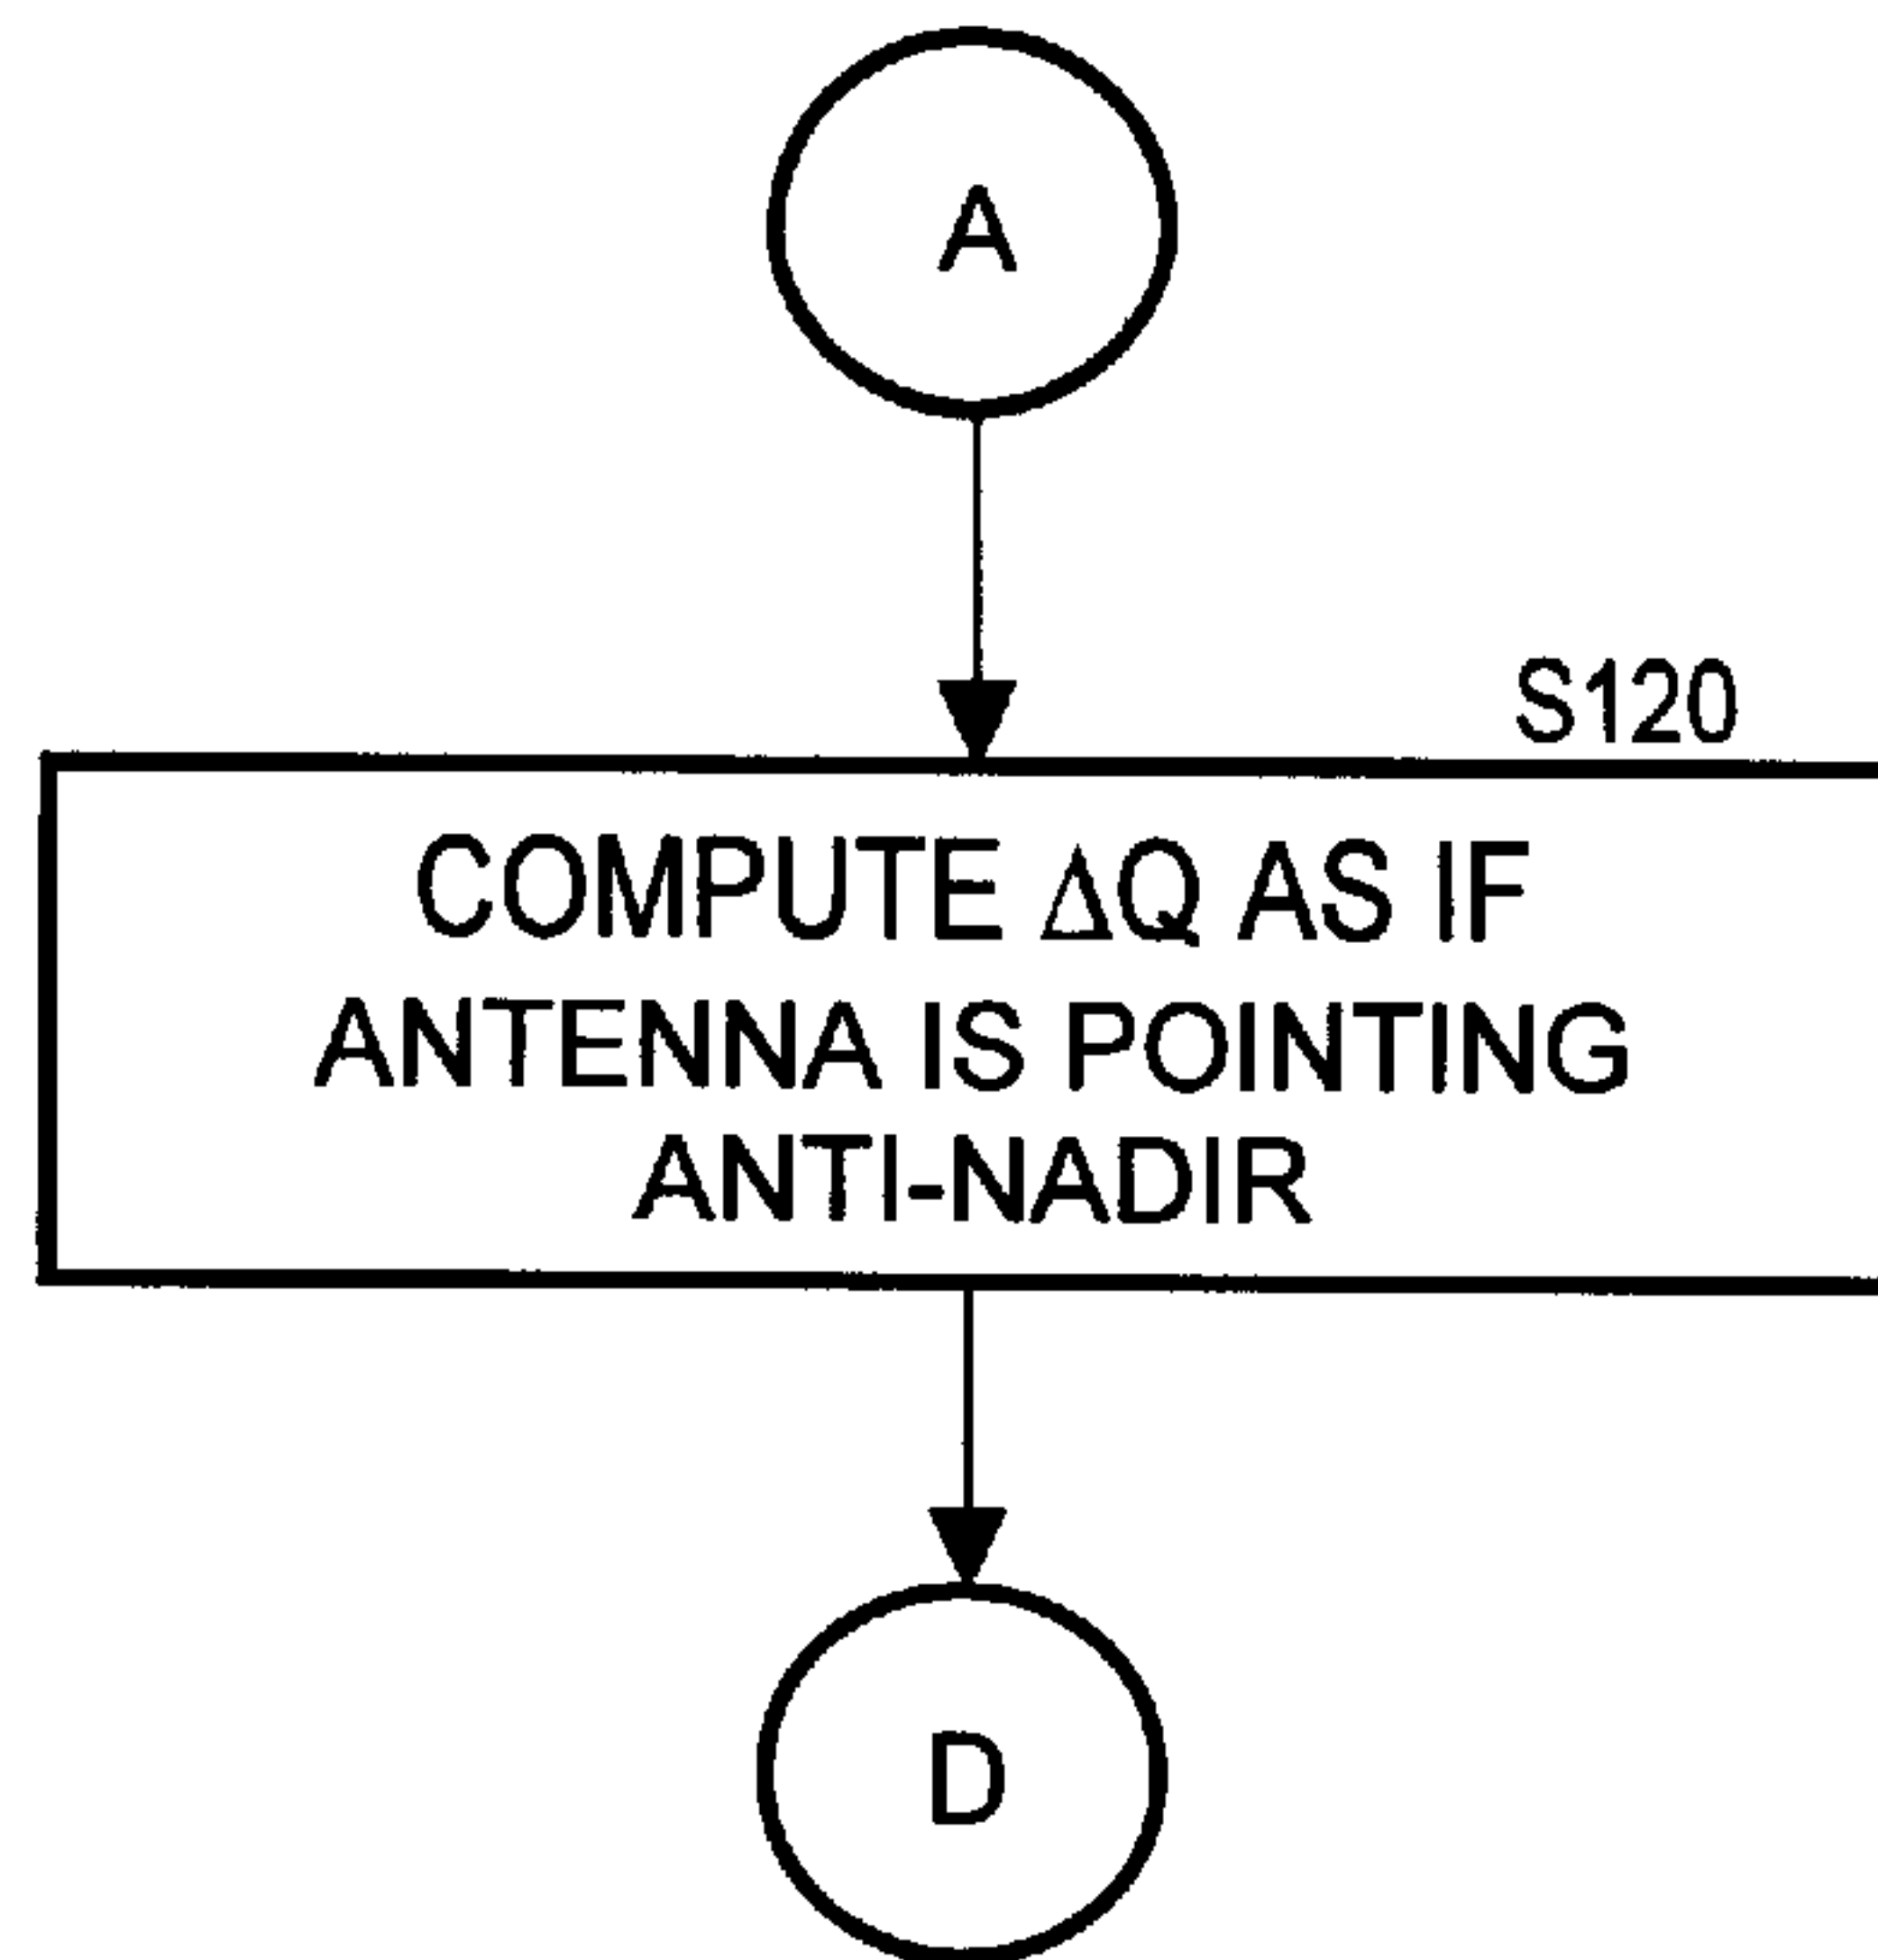 A
S120
COMPUTE ΔQ AS IF
ANTENNA IS POINTING
ANTI-NADIR
D